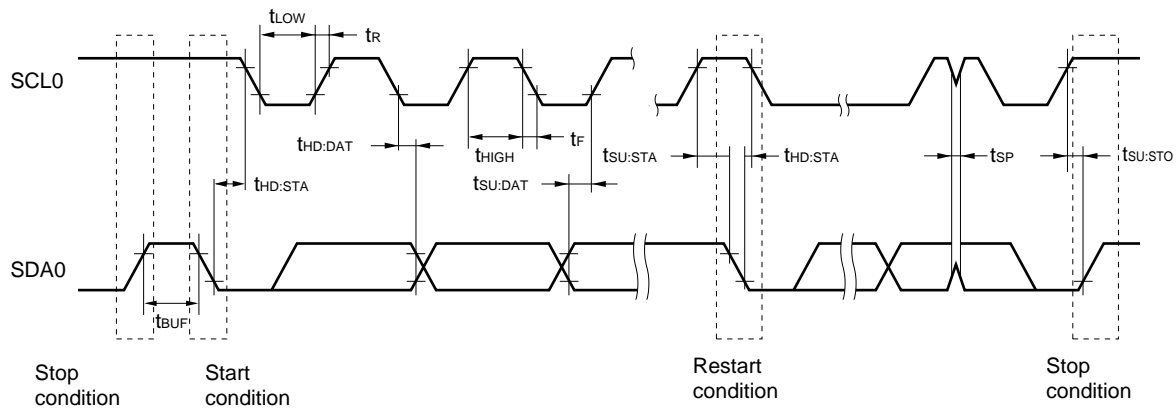 tLOW
tR
SCL0
tHD:DAT
tHIGH
tF
tSU:STA
tHD:STA
tSP
tSU:STO
tHD:STA
tSU:DAT
SDA0
tBUF
Stop
condition
Start
condition
Restart
condition
Stop
condition